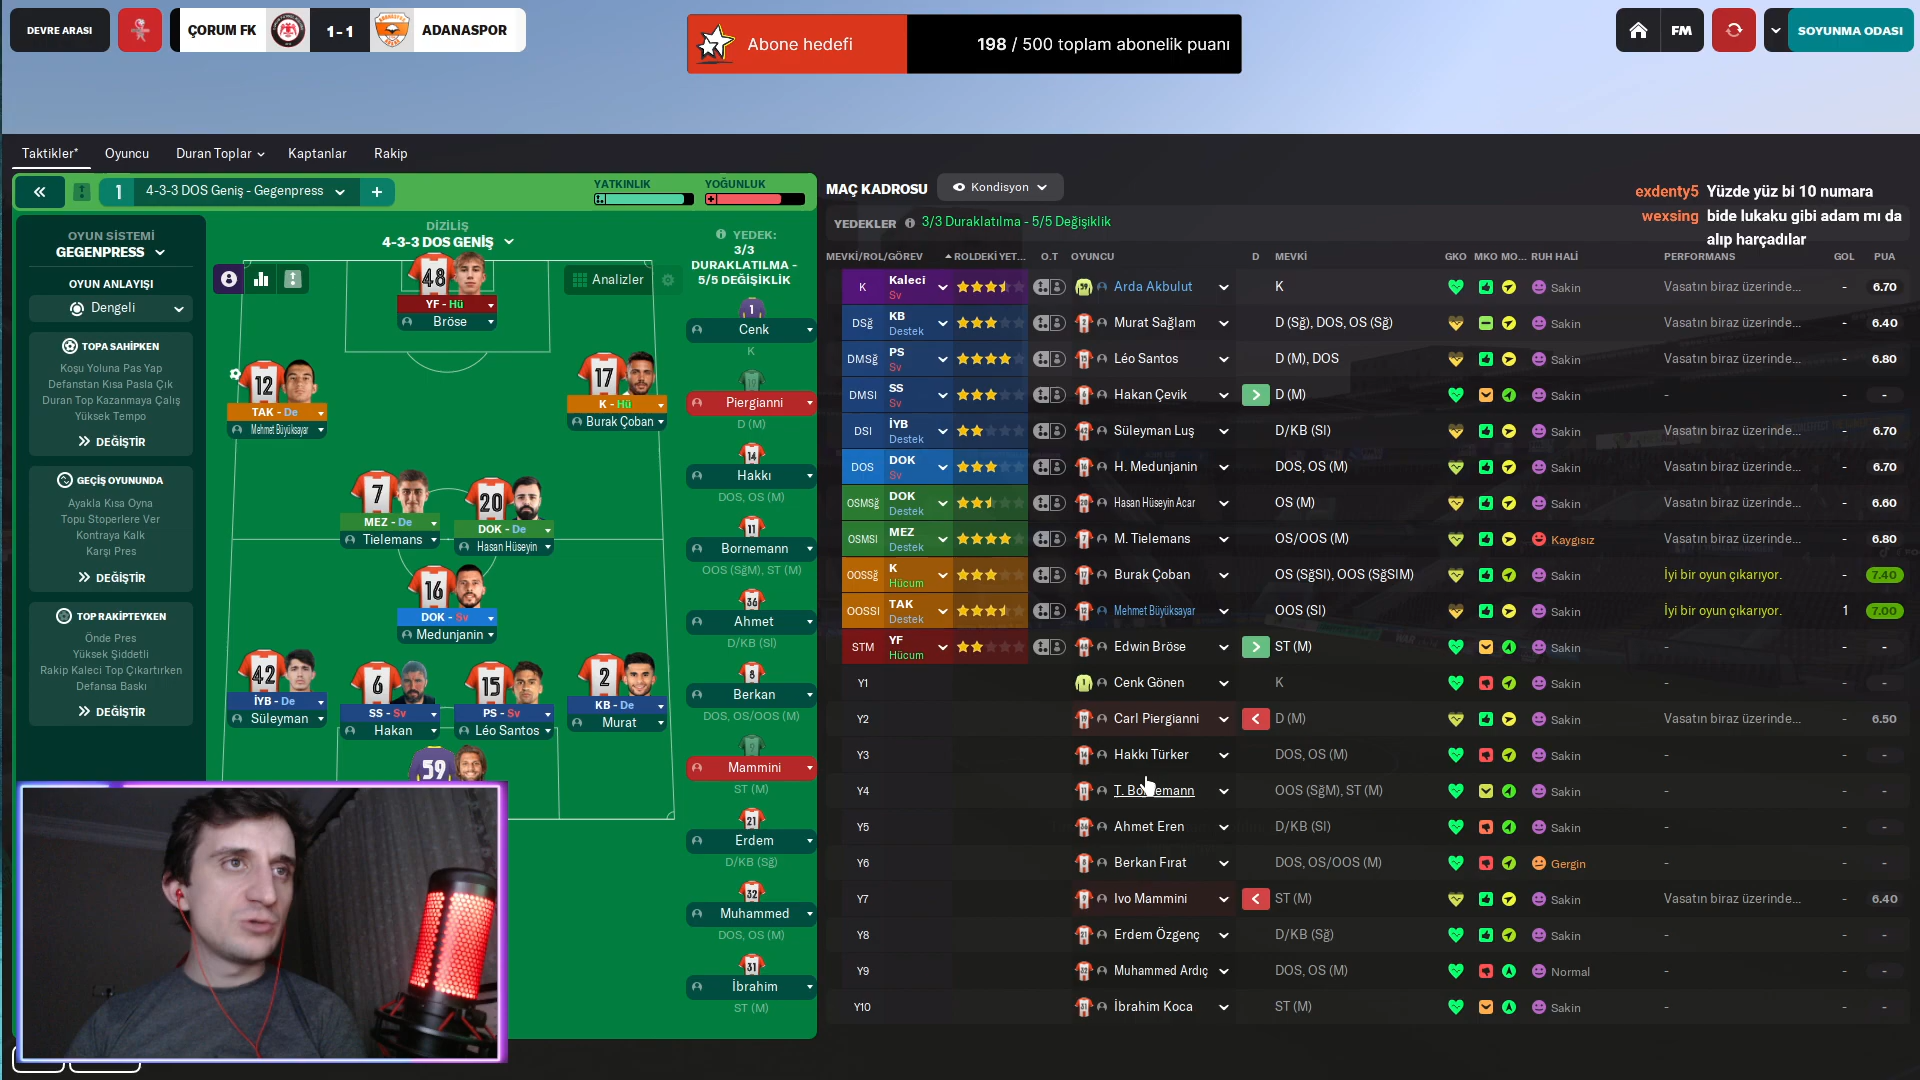 DEVRE ARASI
ÇORUM FK
1 - 1
ADANASPOR
Abone hedefi
198 / 500 toplam abonelik puanı
FM
SOYUNMA ODASI
Taktikler* Oyuncu Duran Toplar Kaptanlar Rakip
exdenty5 Yüzde yüz bi 10 numara
wexsing bide lukaku gibi adam mı da
alıp harçadılar
1 4-3-3 DOS Geniş - Gegenpress
YATKINLIK
YOĞUNLUK
OYUN SİSTEMİ
GEGENPRESS
OYUN ANLAYIŞI
Dengeli
TOPA SAHİPKEN
Koşu Yoluna Pas Yap
Defanstan Kısa Pasla Çık
Duran Top Kazanmaya Çalış
Yüksek Tempo
DEĞİŞTİR
GEÇİŞ OYUNUNDA
Ayakla Kısa Oyna
Topu Stoperlere Ver
Kontraya Kalk
Karşı Pres
DEĞİŞTİR
TOP RAKİPTEYKEN
Önde Pres
Yüksek Şiddetli
Rakip Kaleci Top Çıkartırken
Defansa Baskı
DEĞİŞTİR
DİZİLİŞ
4-3-3 DOS GENİŞ
Analizler
48
YF - Hü
Bröse
12
TAK - De
Mehmet Büyüksayar
17
K - Hü
Burak Çoban
7
MEZ - De
Tielemans
20
DOK - De
Hasan Hüseyin
16
DOK - Sv
Medunjanin
42
İYB - De
Süleyman
6
SS - Sv
Hakan
15
PS - Sv
Léo Santos
2
KB - De
Murat
59
YEDEK:
3/3
DURAKLATILMA -
5/5 DEĞİŞİKLİK
1
Cenk
K
19
Piergianni
D (M)
14
Hakkı
DOS, OS (M)
11
Bornemann
OOS (SğM), ST (M)
36
Ahmet
D/KB (Sl)
8
Berkan
DOS, OS/OOS (M)
9
Mammini
ST (M)
21
Erdem
D/KB (Sğ)
32
Muhammed
DOS, OS (M)
31
İbrahim
ST (M)
MAÇ KADROSU
Kondisyon
YEDEKLER 3/3 Duraklatılma - 5/5 Değişiklik
MEVKİ/ROL/GÖREV ROLDEKİ YET... O.T OYUNCU D MEVKİ GKO MKO MO... RUH HALİ PERFORMANS GOL PUA
K Kaleci Sv Arda Akbulut K Sakin Vasatın biraz üzerinde... - 6.70
DSğ KB Destek Murat Sağlam D (Sğ), DOS, OS (Sğ) Sakin Vasatın biraz üzerinde... - 6.40
DMSğ PS Sv Léo Santos D (M), DOS Sakin Vasatın biraz üzerinde... - 6.80
DMSl SS Sv Hakan Çevik D (M) Sakin - - -
DSl İYB Destek Süleyman Luş D/KB (Sl) Sakin Vasatın biraz üzerinde... - 6.70
DOS DOK Sv H. Medunjanin DOS, OS (M) Sakin Vasatın biraz üzerinde... - 6.70
OSMSğ DOK Destek Hasan Hüseyin Acar OS (M) Sakin Vasatın biraz üzerinde... - 6.60
OSMSl MEZ Destek M. Tielemans OS/OOS (M) Kaygısız Vasatın biraz üzerinde... - 6.80
OOSSğ K Hücum Burak Çoban OS (SğSl), OOS (SğSlM) Sakin İyi bir oyun çıkarıyor. - 7.40
OOSSl TAK Destek Mehmet Büyüksayar OOS (Sl) Sakin İyi bir oyun çıkarıyor. 1 7.00
STM YF Hücum Edwin Bröse ST (M) Sakin - - -
Y1 Cenk Gönen K Sakin - - -
Y2 Carl Piergianni D (M) Sakin Vasatın biraz üzerinde... - 6.50
Y3 Hakkı Türker DOS, OS (M) Sakin - - -
Y4 T. Bornemann OOS (SğM), ST (M) Sakin - - -
Y5 Ahmet Eren D/KB (Sl) Sakin - - -
Y6 Berkan Fırat DOS, OS/OOS (M) Gergin - - -
Y7 Ivo Mammini ST (M) Sakin Vasatın biraz üzerinde... - 6.40
Y8 Erdem Özgenç D/KB (Sğ) Sakin - - -
Y9 Muhammed Ardıç DOS, OS (M) Normal - - -
Y10 İbrahim Koca ST (M) Sakin - - -